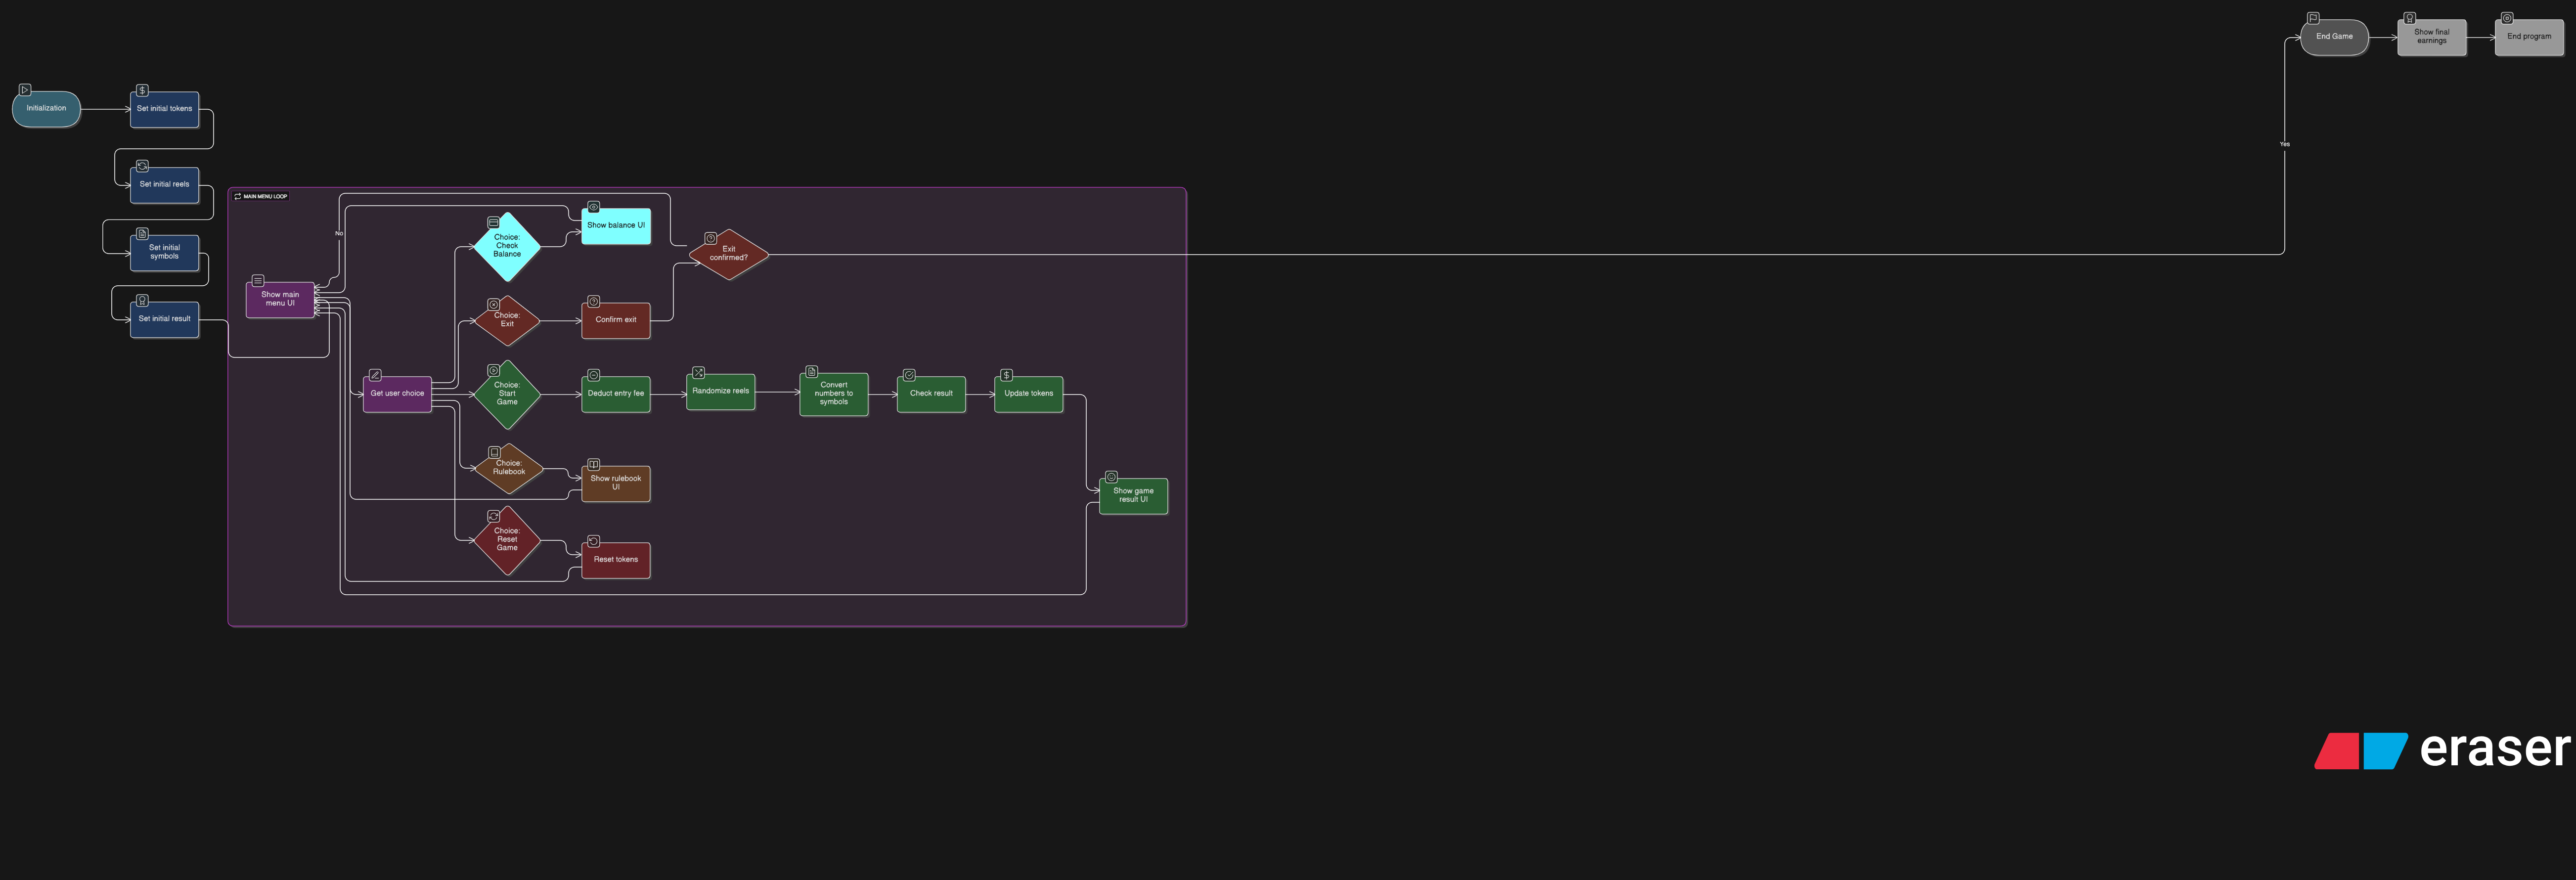 End Game
Show final
earnings
End program
Initialization
Set initial tokens
Yes
Set initial reels
MAIN MENU LOOP
Show balance UI
No
Choice:
Check
Balance
Exit
confirmed?
Set initial
symbols
Show main
menu UI
Choice:
Exit
Confirm exit
Set initial result
Get user choice
Choice:
Start
Game
Deduct entry fee
Randomize reels
Convert
numbers to
symbols
Check result
Update tokens
Choice:
Rulebook
Show rulebook
UI
Show game
result UI
Choice:
Reset
Game
Reset tokens
eraser